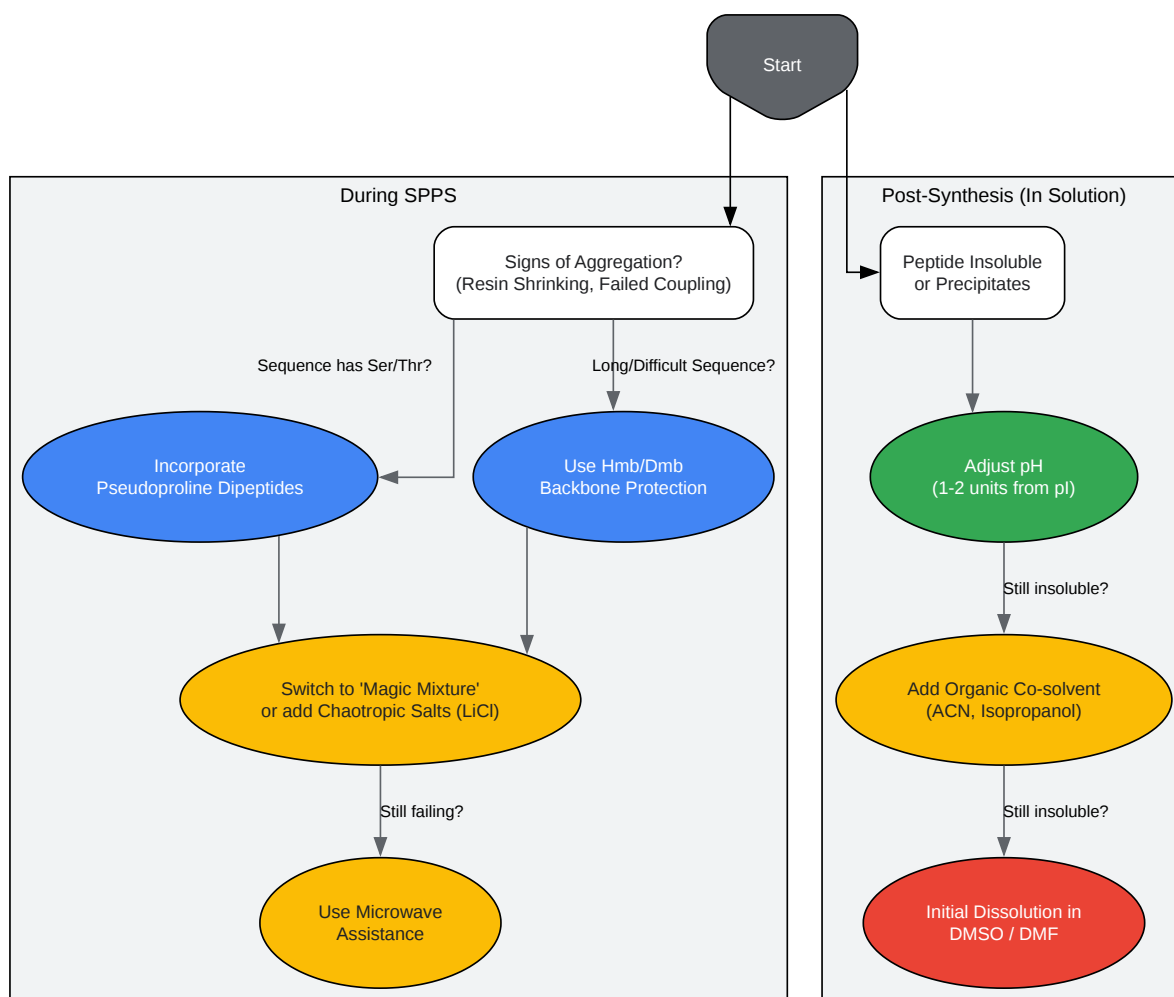 Start
During SPPS
Signs of Aggregation?
(Resin Shrinking, Failed Coupling)
Sequence has Ser/Thr?
Long/Difficult Sequence?
Incorporate
Pseudoproline Dipeptides
Use Hmb/Dmb
Backbone Protection
Switch to 'Magic Mixture'
or add Chaotropic Salts (LiCl)
Still failing?
Use Microwave
Assistance
Post-Synthesis (In Solution)
Peptide Insoluble
or Precipitates
Adjust pH
(1-2 units from pI)
Still insoluble?
Add Organic Co-solvent
(ACN, Isopropanol)
Still insoluble?
Initial Dissolution in
DMSO / DMF